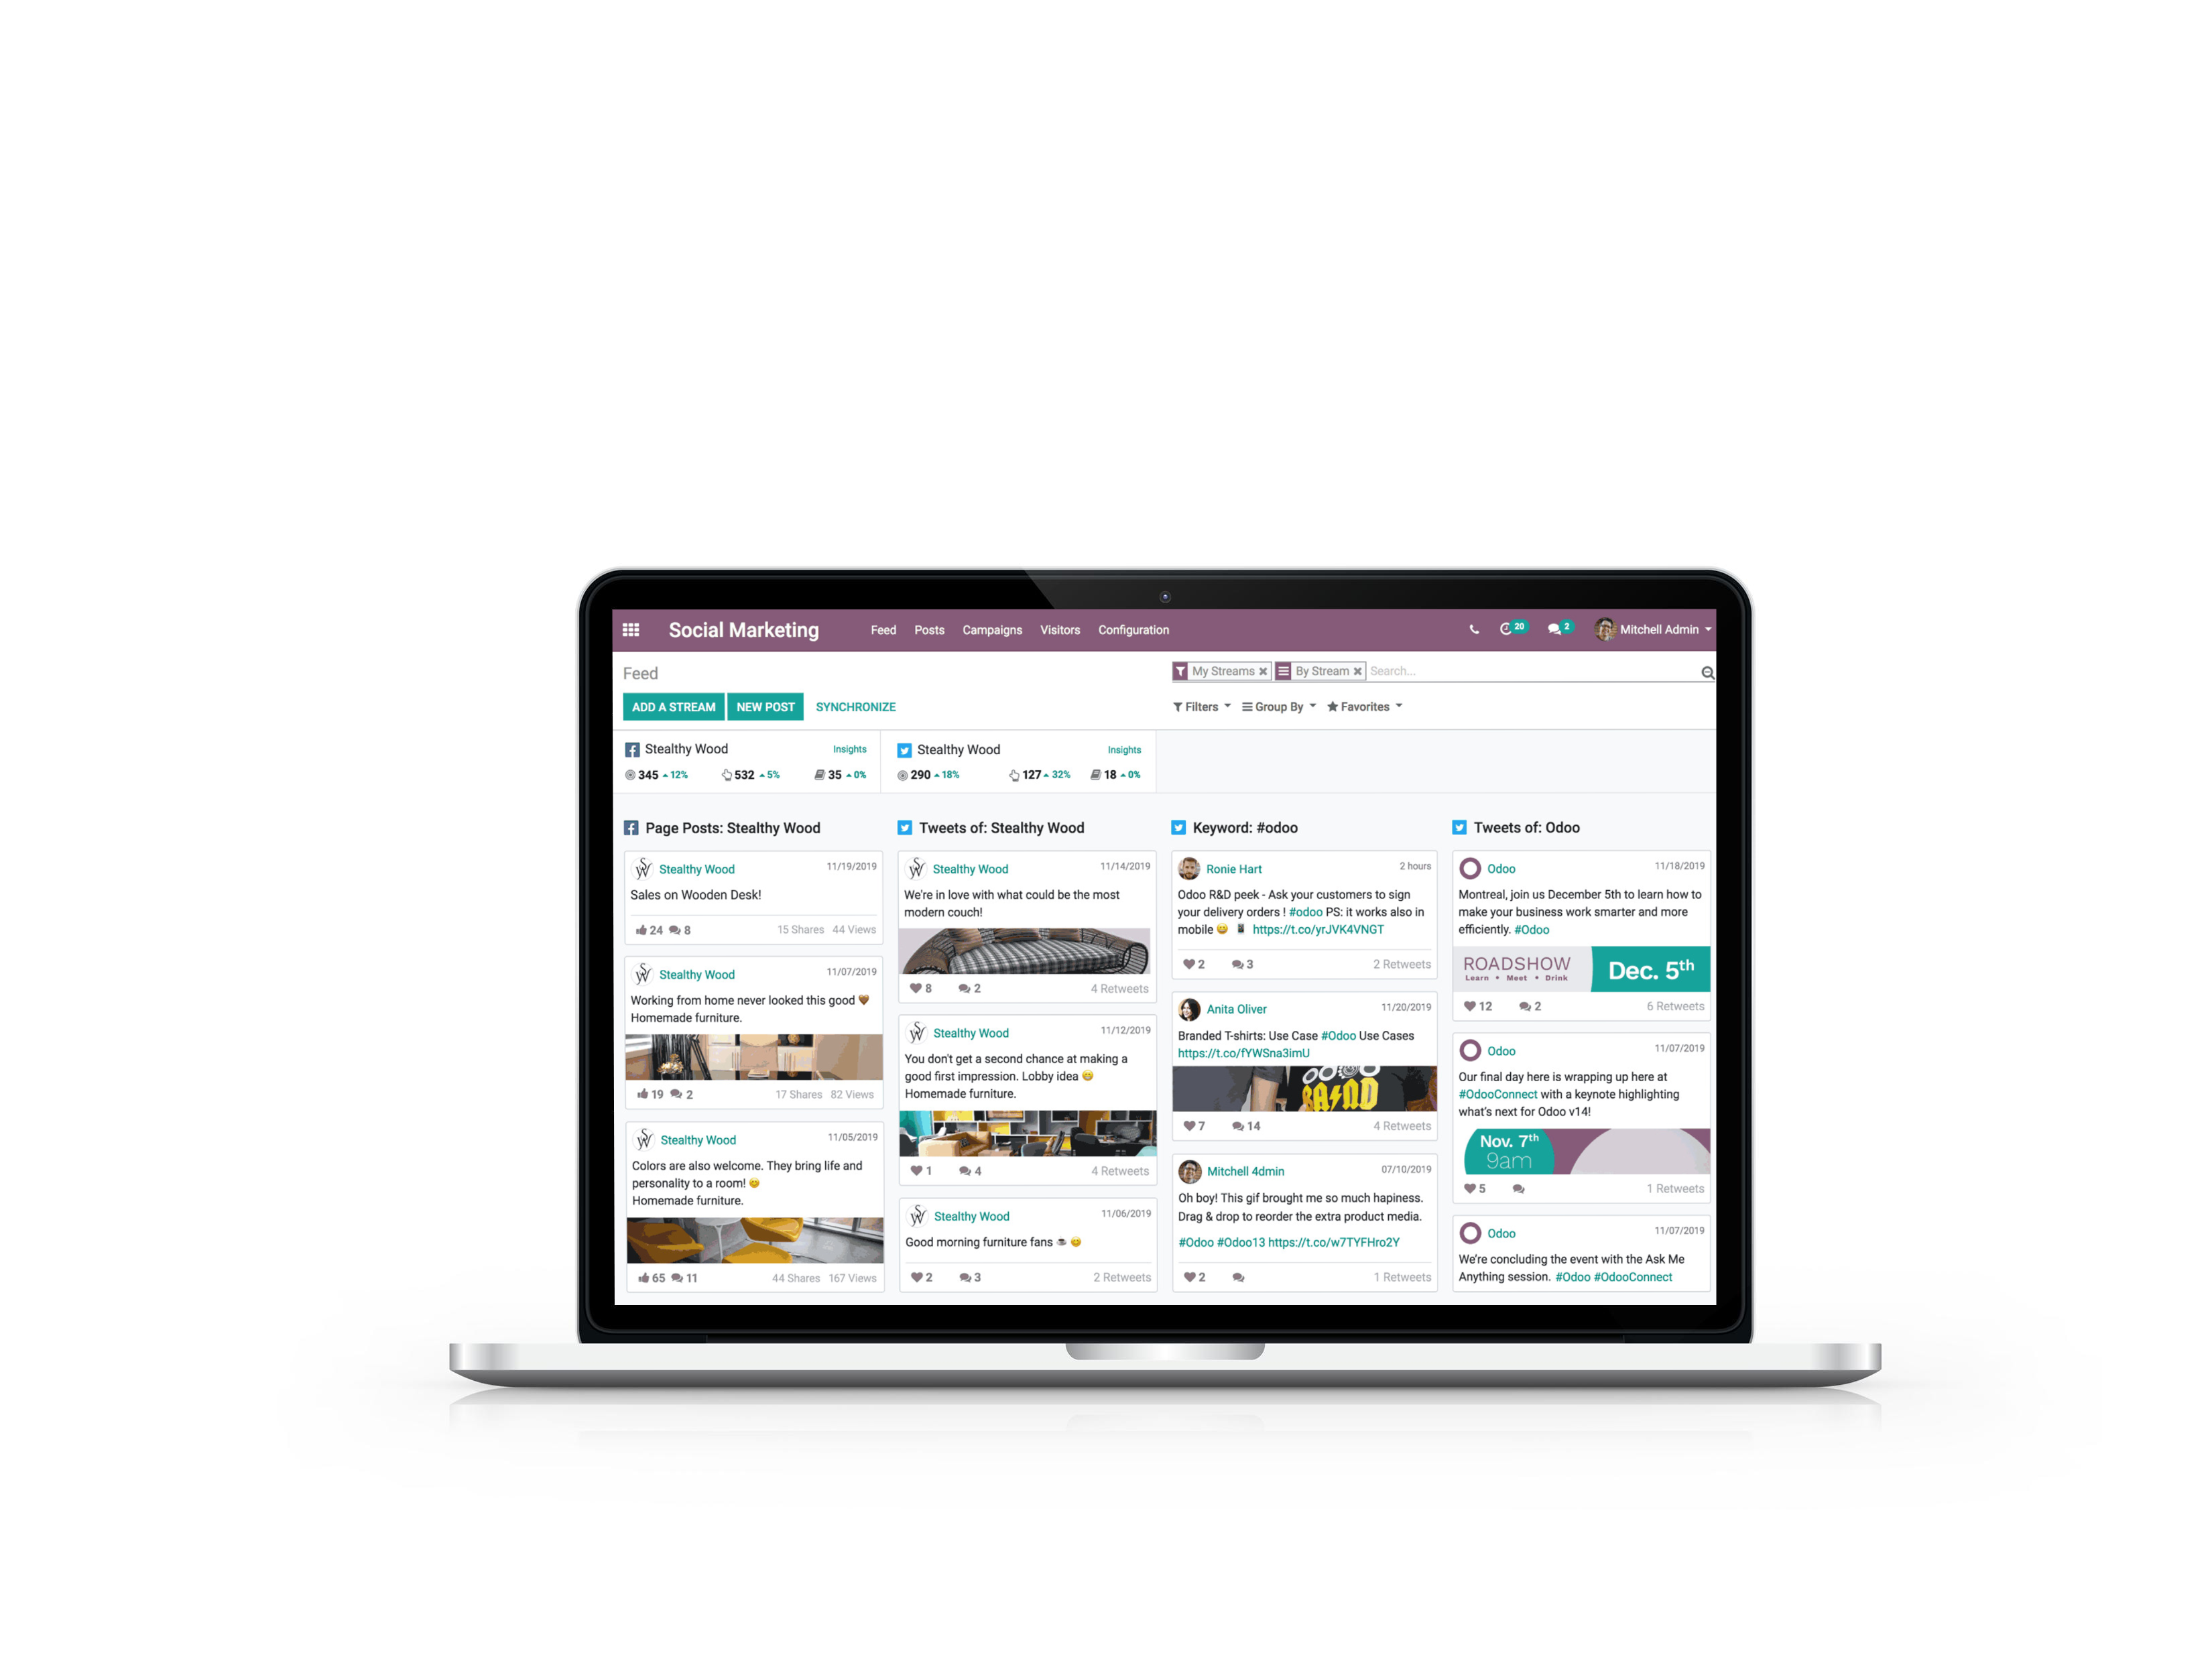 Social Marketing Feed Posts Campaigns Visitors Configuration 20 2 Mitchell Admin
Feed
My Streams By Stream Search...
ADD A STREAM NEW POST SYNCHRONIZE
Filters Group By Favorites
Stealthy Wood Insights
345 12% 532 5% 35 0%
Stealthy Wood Insights
290 18% 127 32% 18 0%
Page Posts: Stealthy Wood
Stealthy Wood 11/19/2019
Sales on Wooden Desk!
24 8 15 Shares 44 Views
Stealthy Wood 11/07/2019
Working from home never looked this good 🤎
Homemade furniture.
19 2 17 Shares 82 Views
Stealthy Wood 11/05/2019
Colors are also welcome. They bring life and
personality to a room! 😊
Homemade furniture.
65 11 44 Shares 167 Views
Tweets of: Stealthy Wood
Stealthy Wood 11/14/2019
We're in love with what could be the most
modern couch!
8 2 4 Retweets
Stealthy Wood 11/12/2019
You don't get a second chance at making a
good first impression. Lobby idea 😁
Homemade furniture.
1 4 4 Retweets
Stealthy Wood 11/06/2019
Good morning furniture fans ☕ 😊
2 3 2 Retweets
Keyword: #odoo
Ronie Hart 2 hours
Odoo R&D peek - Ask your customers to sign
your delivery orders ! #odoo PS: it works also in
mobile 😀 📱 https://t.co/yrJVK4VNGT
2 3 2 Retweets
Anita Oliver 11/20/2019
Branded T-shirts: Use Case #Odoo Use Cases
https://t.co/fYWSna3imU
BRAND
7 14 4 Retweets
Mitchell 4dmin 07/10/2019
Oh boy! This gif brought me so much hapiness.
Drag & drop to reorder the extra product media.
#Odoo #Odoo13 https://t.co/w7TYFHro2Y
2 1 Retweets
Tweets of: Odoo
Odoo 11/18/2019
Montreal, join us December 5th to learn how to
make your business work smarter and more
efficiently. #Odoo
ROADSHOW
Learn • Meet • Drink
Dec. 5th
12 2 6 Retweets
Odoo 11/07/2019
Our final day here is wrapping up here at
#OdooConnect with a keynote highlighting
what's next for Odoo v14!
Nov. 7th
9am
5 1 Retweets
Odoo 11/07/2019
We're concluding the event with the Ask Me
Anything session. #Odoo #OdooConnect